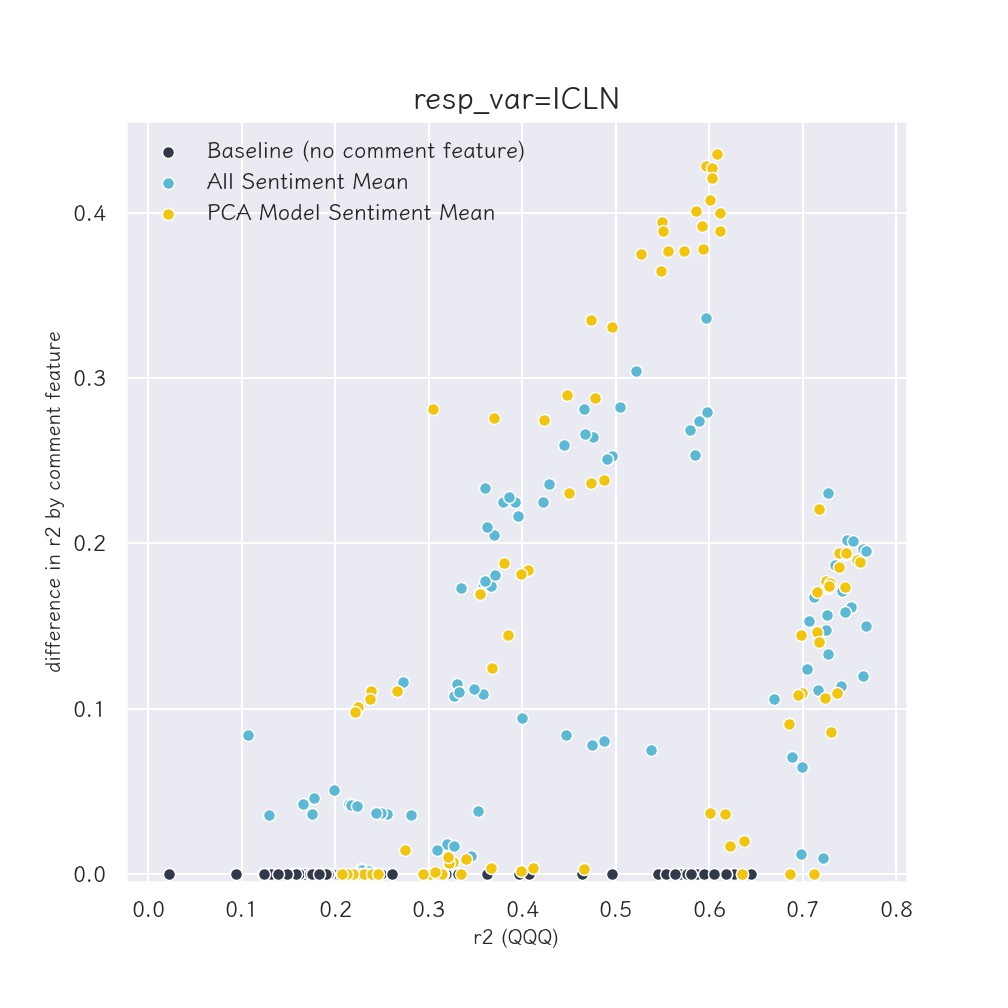 resp_var=ICLN
Baseline (no comment feature)
All Sentiment Mean
PCA Model Sentiment Mean
difference in r2 by comment feature
0.4
0.3
0.2
0.1
0.0
0.0 0.1 0.2 0.3 0.4 0.5 0.6 0.7 0.8
r2 (QQQ)